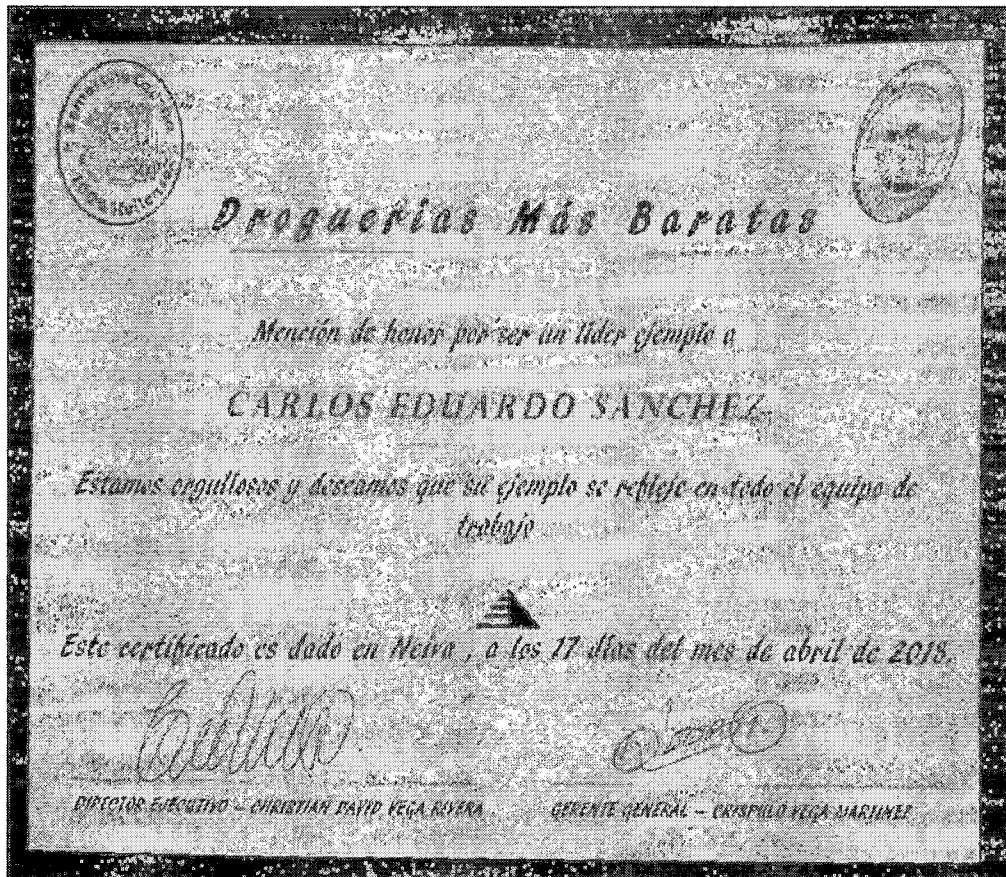 Droguerias Más Baratas
Mención de honor por ser un líder ejemplo a
CARLOS EDUARDO SANCHEZ
Estamos orgullosos y deseamos que su ejemplo se refleje en todo el equipo de
trabajo
Este certificado es dado en Neiva , a los 17 días del mes de abril de 2018.
DIRECTOR EJECUTIVO – CHRISTIAN DAVID VEGA RIVERA
GERENTE GENERAL – CRISPULO VEGA MARTINEZ